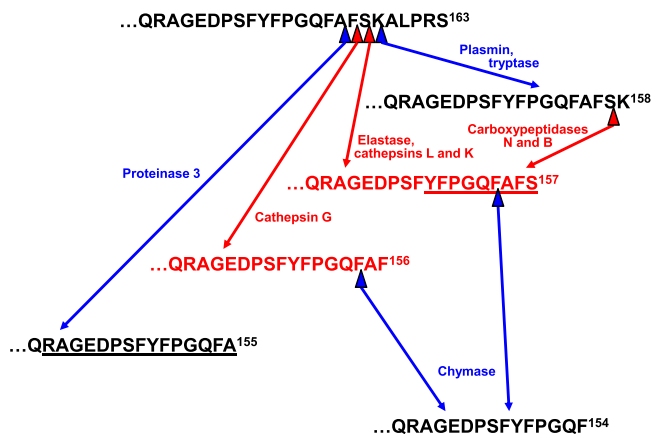 …QRAGEDPSFYFPGQFAFSKALPRS163
Plasmin,
tryptase
…QRAGEDPSFYFPGQFAFSK158
Carboxypeptidases
N and B
Elastase,
cathepsins L and K
Proteinase 3
…QRAGEDPSFYFPGQFAFS157
Cathepsin G
…QRAGEDPSFYFPGQFAF156
…QRAGEDPSFYFPGQFA155
Chymase
…QRAGEDPSFYFPGQF154